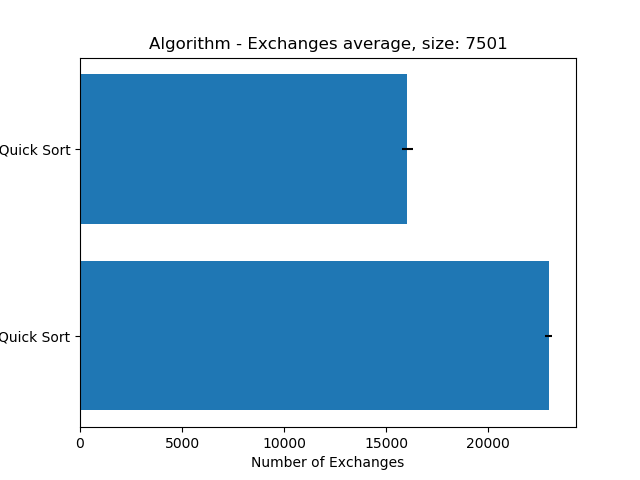 Algorithm - Exchanges average, size: 7501
Quick Sort
Quick Sort
0 5000 10000 15000 20000
Number of Exchanges